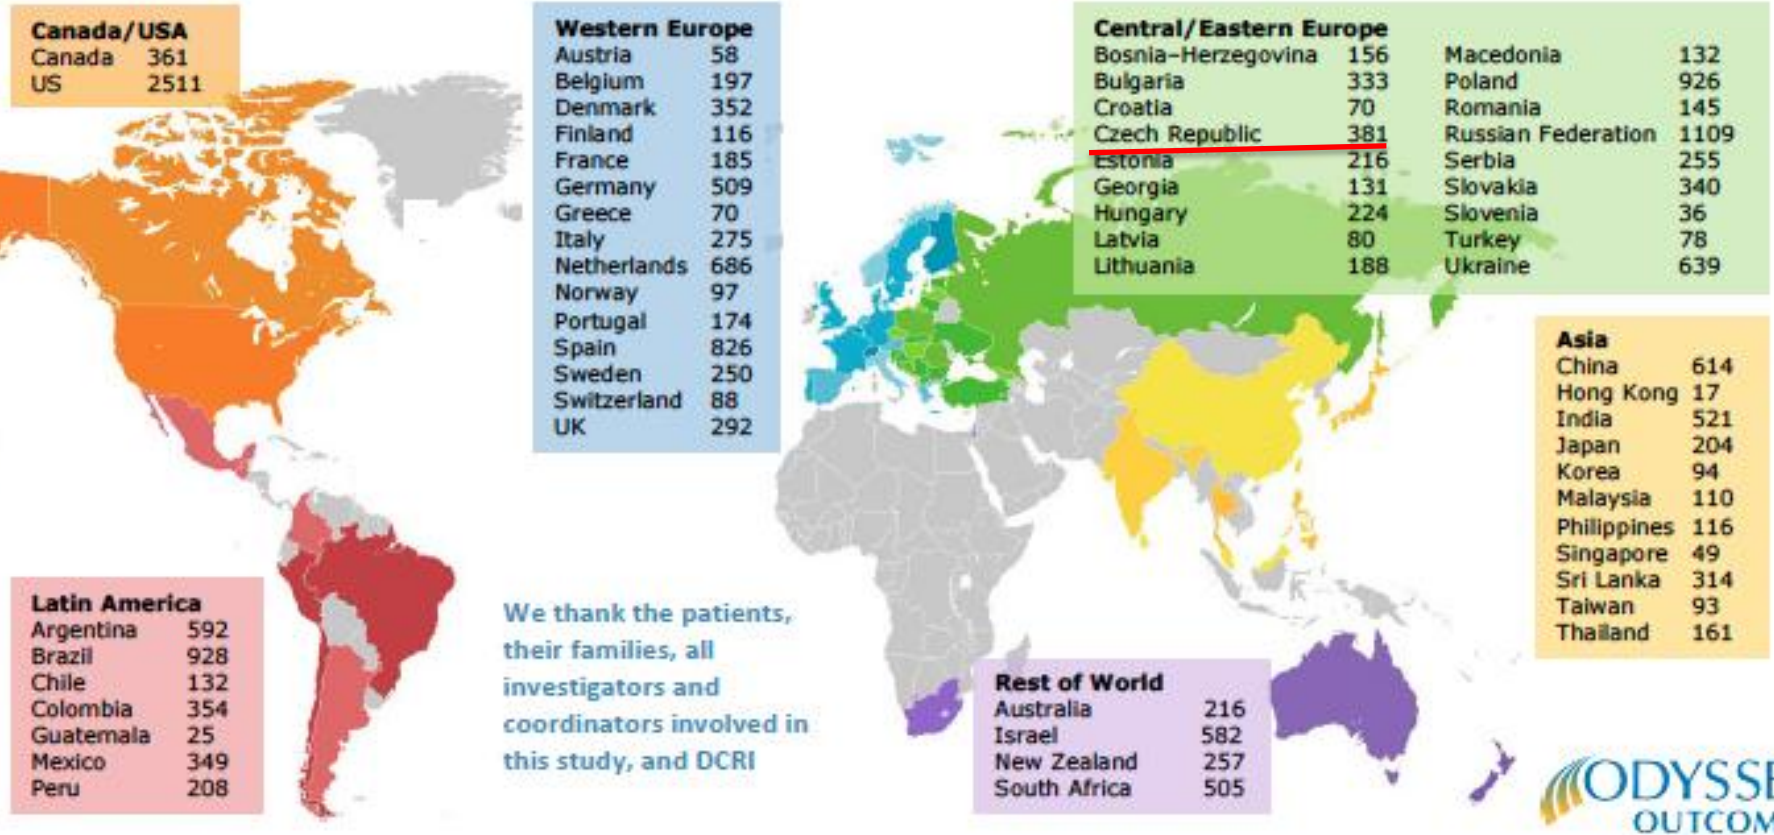 Canada/USA
Canada 361
US 2511
Western Europe
Austria 58
Belgium 197
Denmark 352
Finland 116
France 185
Germany 509
Greece 70
Italy 275
Netherlands 686
Norway 97
Portugal 174
Spain 826
Sweden 250
Switzerland 88
UK 292
Central/Eastern Europe
Bosnia–Herzegovina 156
Bulgaria 333
Croatia 70
Czech Republic 381
Estonia 216
Georgia 131
Hungary 224
Latvia 80
Lithuania 188
Macedonia 132
Poland 926
Romania 145
Russian Federation 1109
Serbia 255
Slovakia 340
Slovenia 36
Turkey 78
Ukraine 639
Asia
China 614
Hong Kong 17
India 521
Japan 204
Korea 94
Malaysia 110
Philippines 116
Singapore 49
Sri Lanka 314
Taiwan 93
Thailand 161
Latin America
Argentina 592
Brazil 928
Chile 132
Colombia 354
Guatemala 25
Mexico 349
Peru 208
We thank the patients,
their families, all
investigators and
coordinators involved in
this study, and DCRI
Rest of World
Australia 216
Israel 582
New Zealand 257
South Africa 505
ODYSSE
OUTCOM